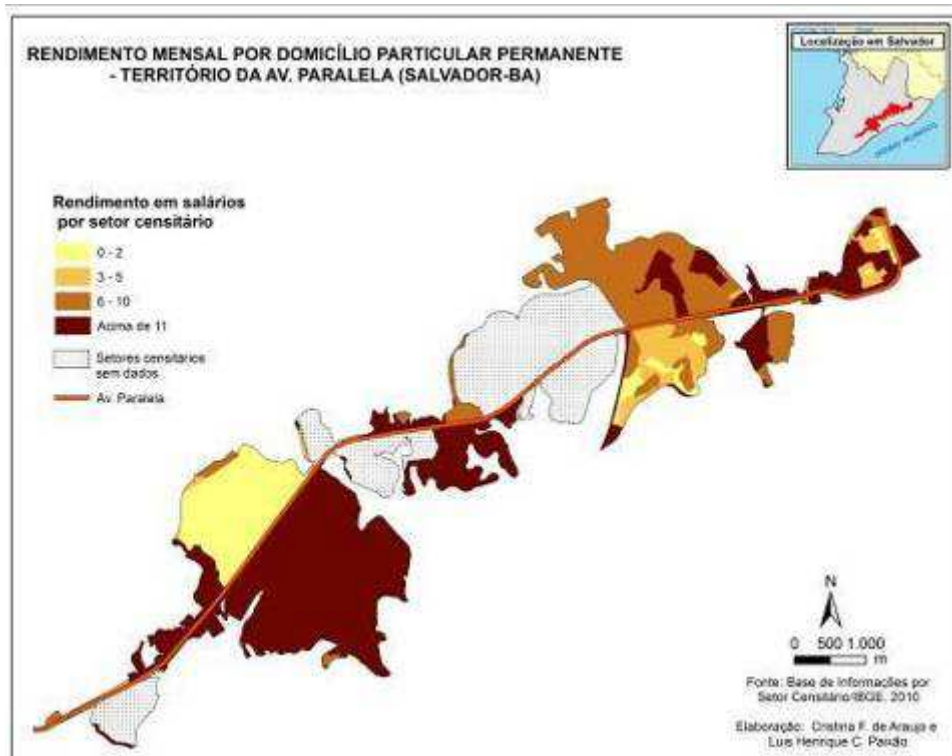 RENDIMENTO MENSAL POR DOMICÍLIO PARTICULAR PERMANENTE
- TERRITÓRIO DA AV. PARALELA (SALVADOR-BA)
Localização em Salvador
Rendimento em salários
por setor censitário
0 - 2
3 - 5
6 - 10
Acima de 11
Setores censitários
sem dados
Av. Paralela
N
0 500 1.000
m
Fonte: Base de Informações por
Setor Censitário/IBGE, 2010
Elaboração: Cristina F. de Araujo e
Luis Henrique C. Paixão